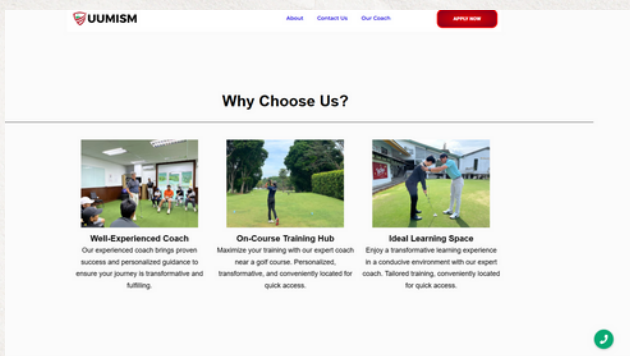 UUMISM
About Contact Us Our Coach APPLY NOW
Why Choose Us?
Well-Experienced Coach
Our experienced coach brings proven
success and personalized guidance to
ensure your journey is transformative and
fulfilling.
On-Course Training Hub
Maximize your training with our expert coach
near a golf course. Personalized,
transformative, and conveniently located for
quick access.
Ideal Learning Space
Enjoy a transformative learning experience
in a conducive environment with our expert
coach. Tailored training, conveniently located
for quick access.